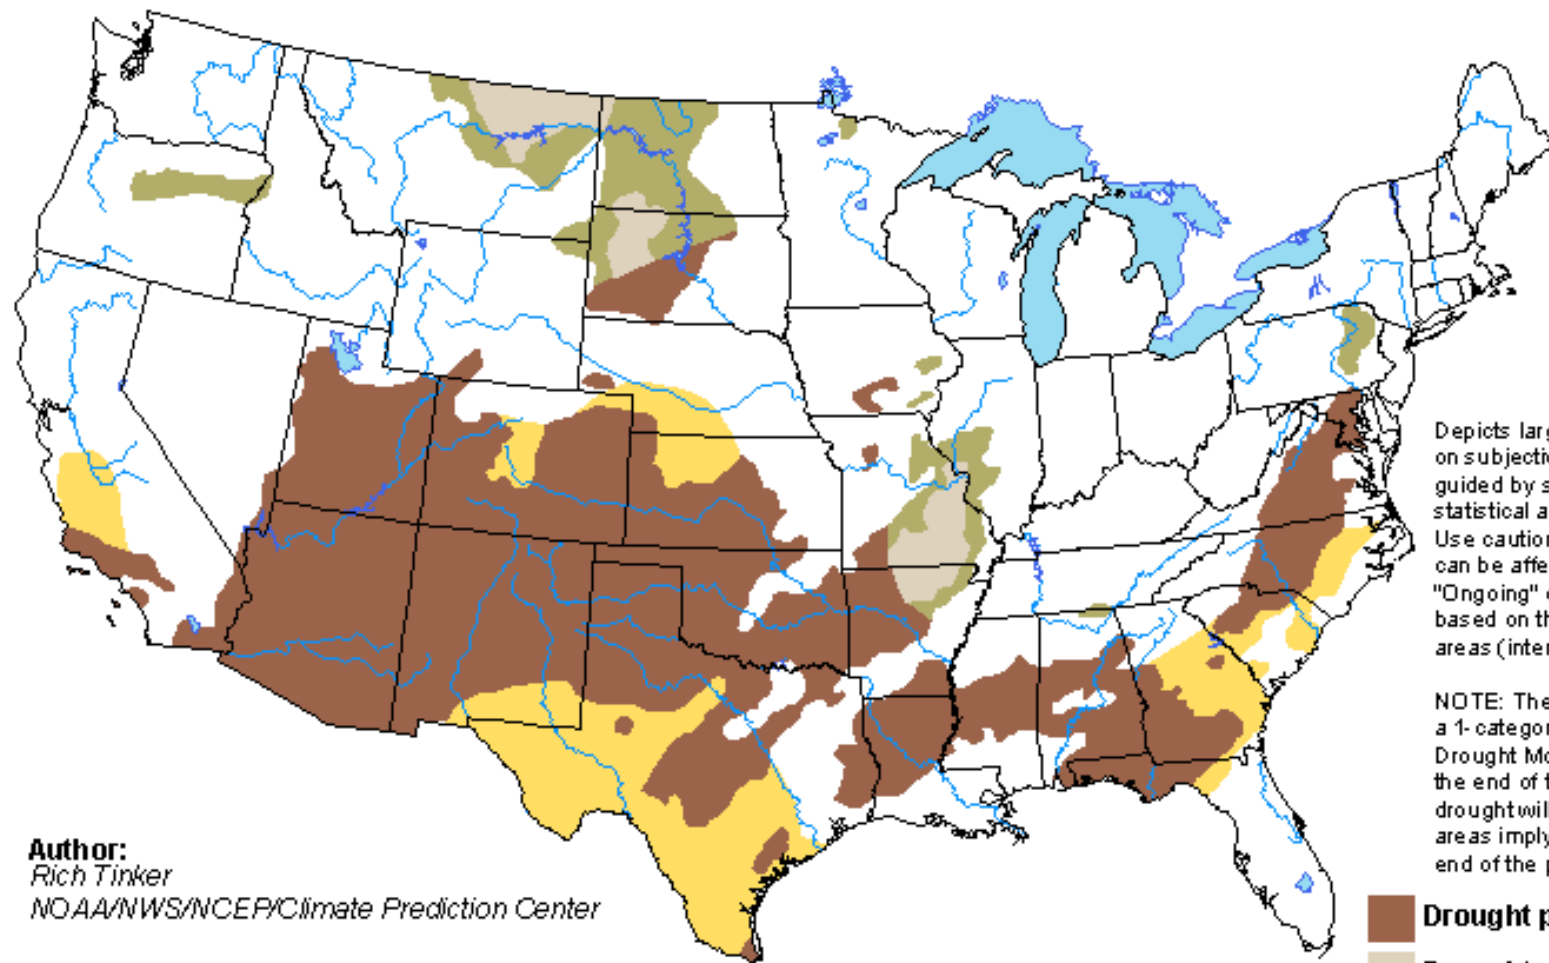 Depicts larg
on subjectiv
guided by s
statistical a
Use caution
can be affe
"Ongoing" d
based on th
areas (inter
NOTE: The
a 1-categor
Drought Mo
the end of t
drought will
areas imply
end of the p
Author:
Rich Tinker
NOAA/NWS/NCEP/Climate Prediction Center
Drought p